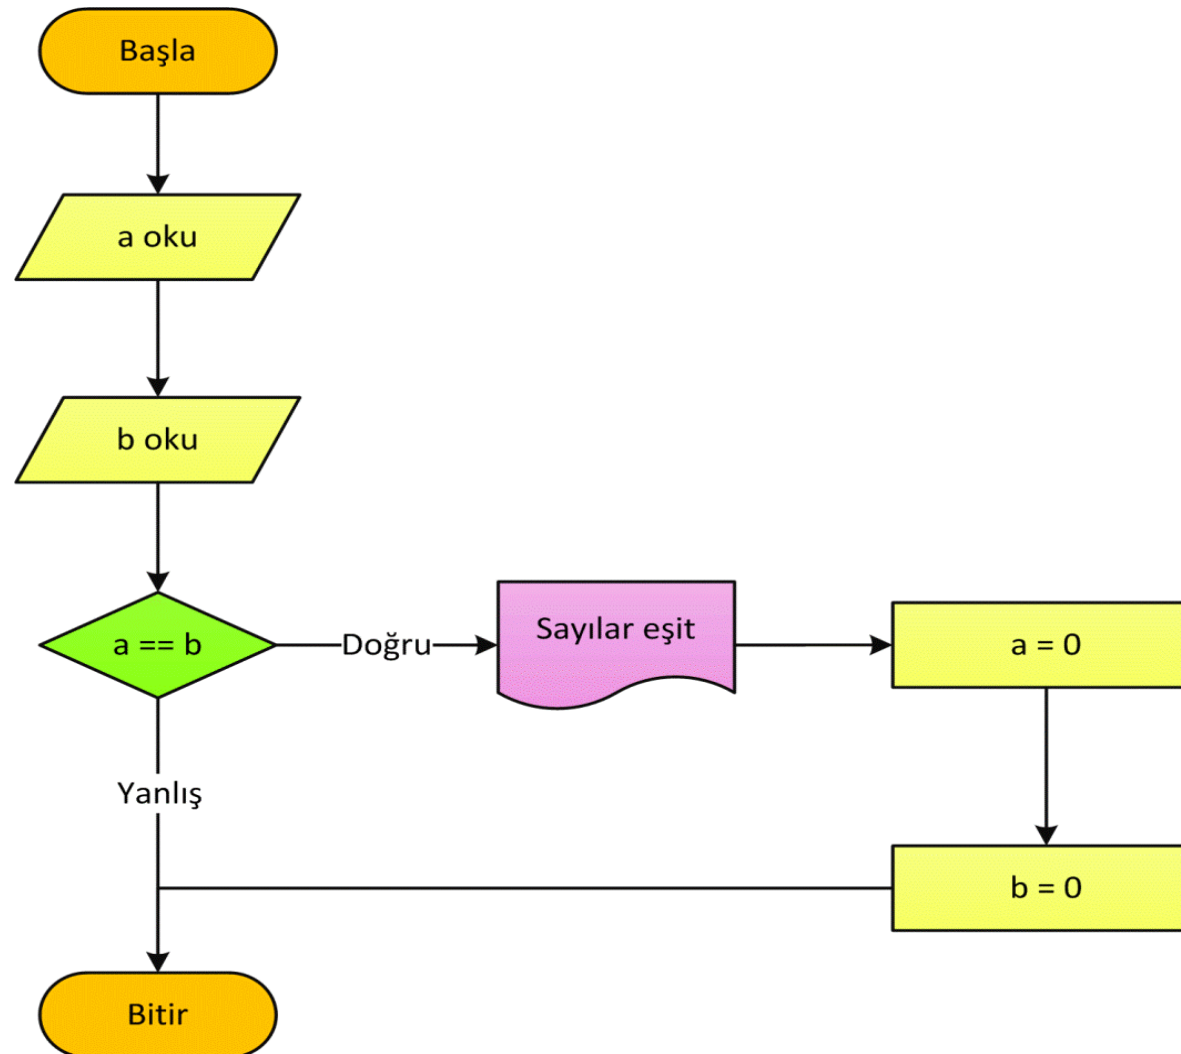 Başla
a oku
b oku
a == b
Doğru
Sayılar eşit
a = 0
Yanlış
b = 0
Bitir